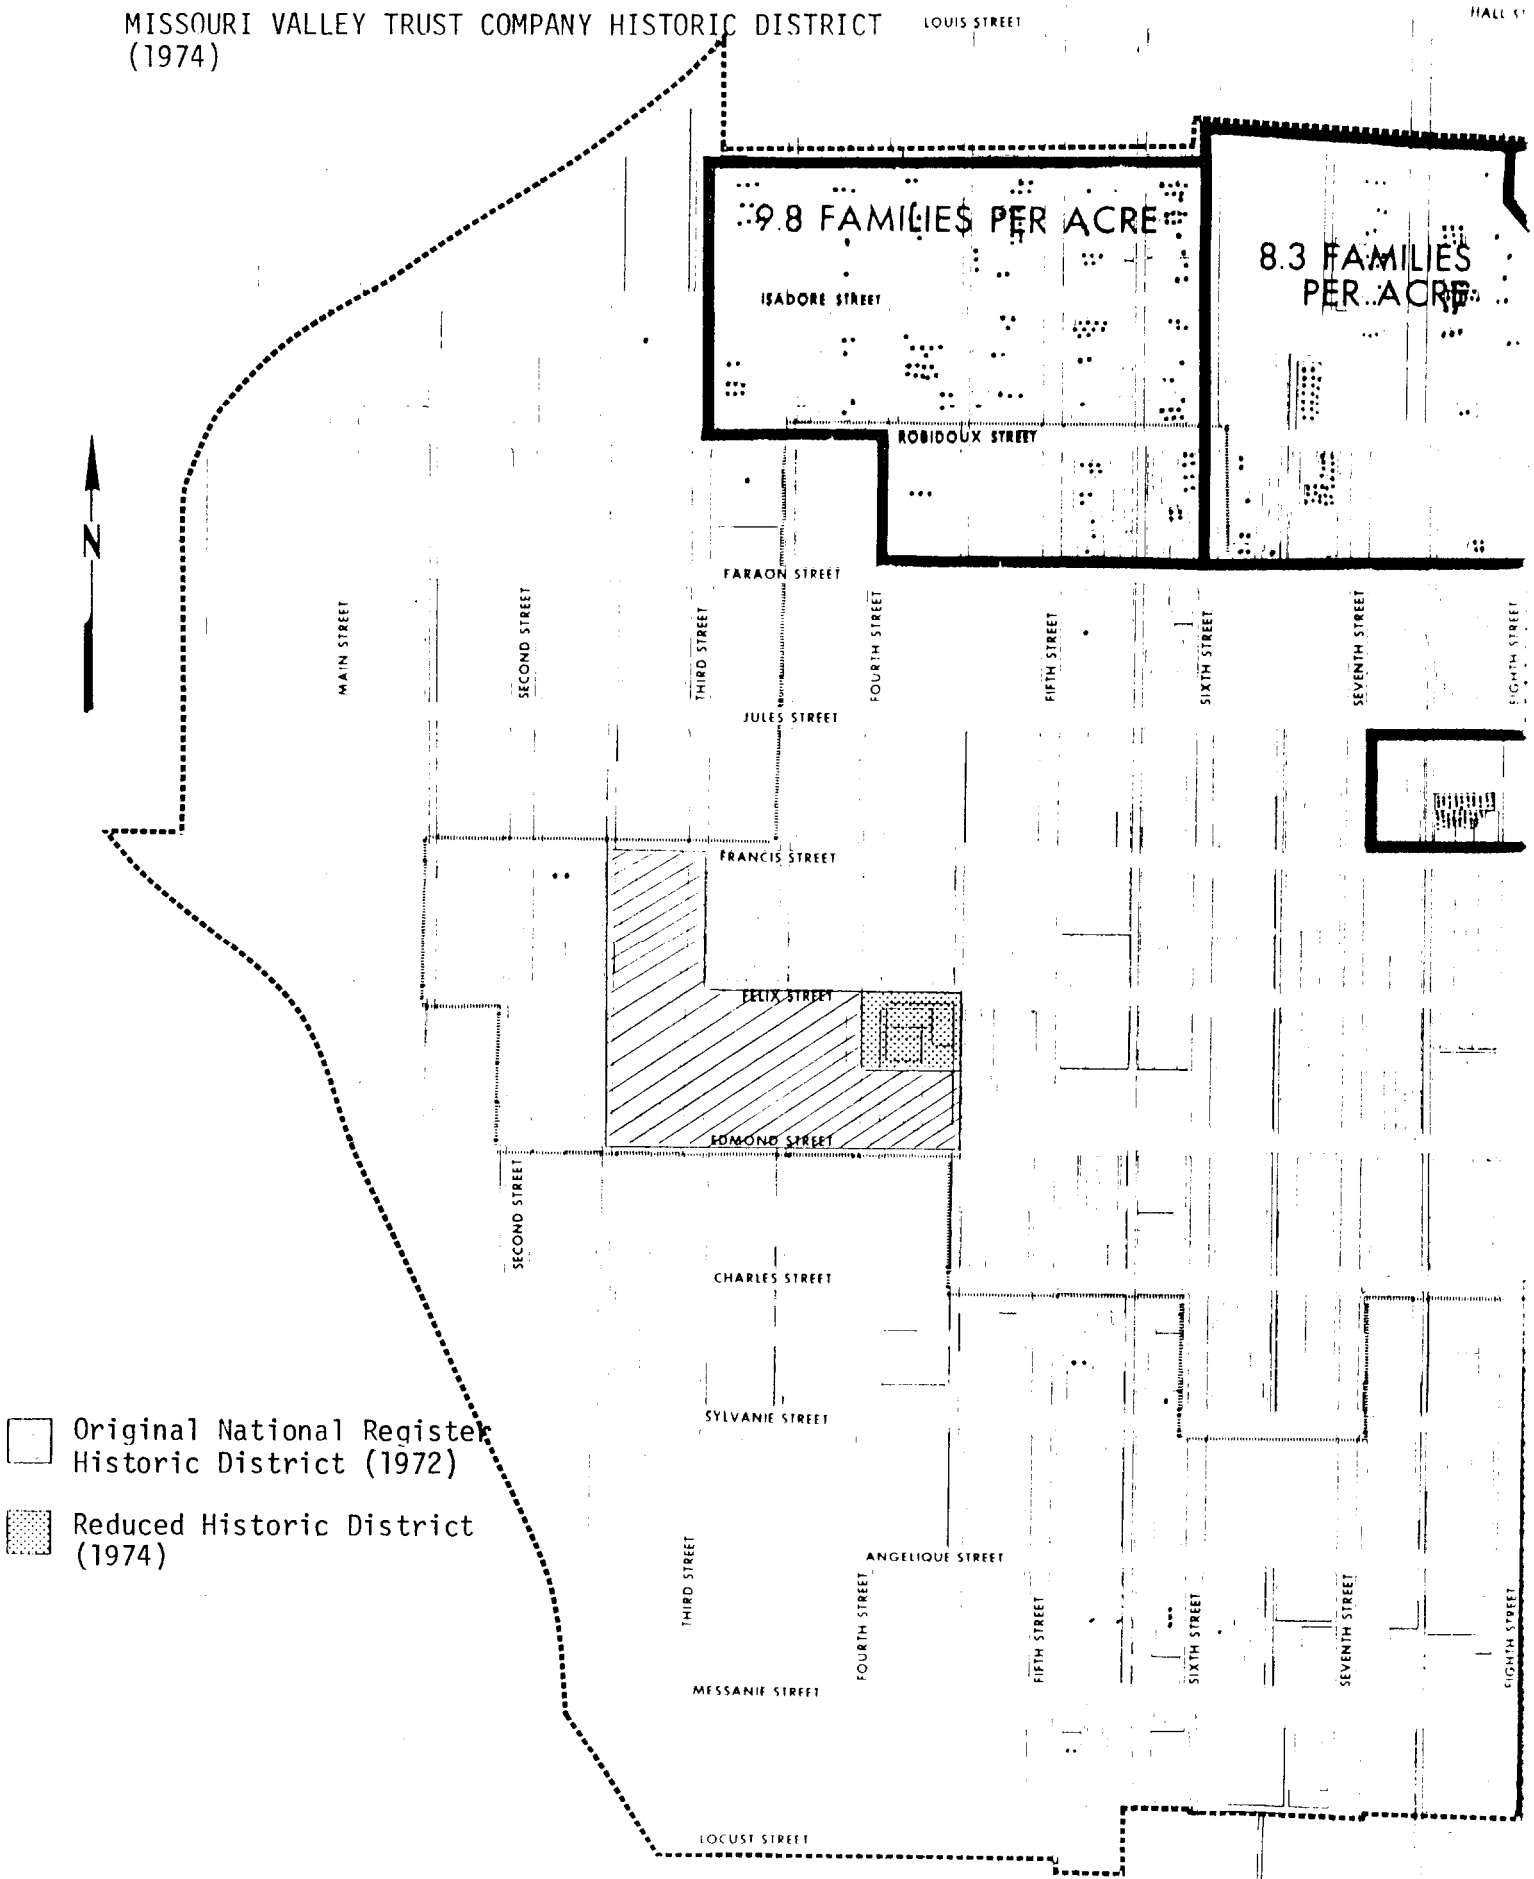 MISSOURI VALLEY TRUST COMPANY HISTORIC DISTRICT
(1974)
LOUIS STREET
HALL
9.8 FAMILIES PER ACRE
8.3 FAMILIES
PER ACRE
ISADORE STREET
ROBIDOUX STREET
N
FARAON STREET
MAIN STREET
SECOND STREET
THIRD STREET
FOURTH STREET
FIFTH STREET
SIXTH STREET
SEVENTH STREET
EIGHTH STREET
JULES STREET
FRANCIS STREET
FELIX STREET
EDMOND STREET
SECOND STREET
CHARLES STREET
SYLVANIE STREET
Original National Register
Historic District (1972)
Reduced Historic District
(1974)
ANGELIQUE STREET
THIRD STREET
FOURTH STREET
FIFTH STREET
SIXTH STREET
SEVENTH STREET
EIGHTH STREET
MESSANIE STREET
LOCUST STREET